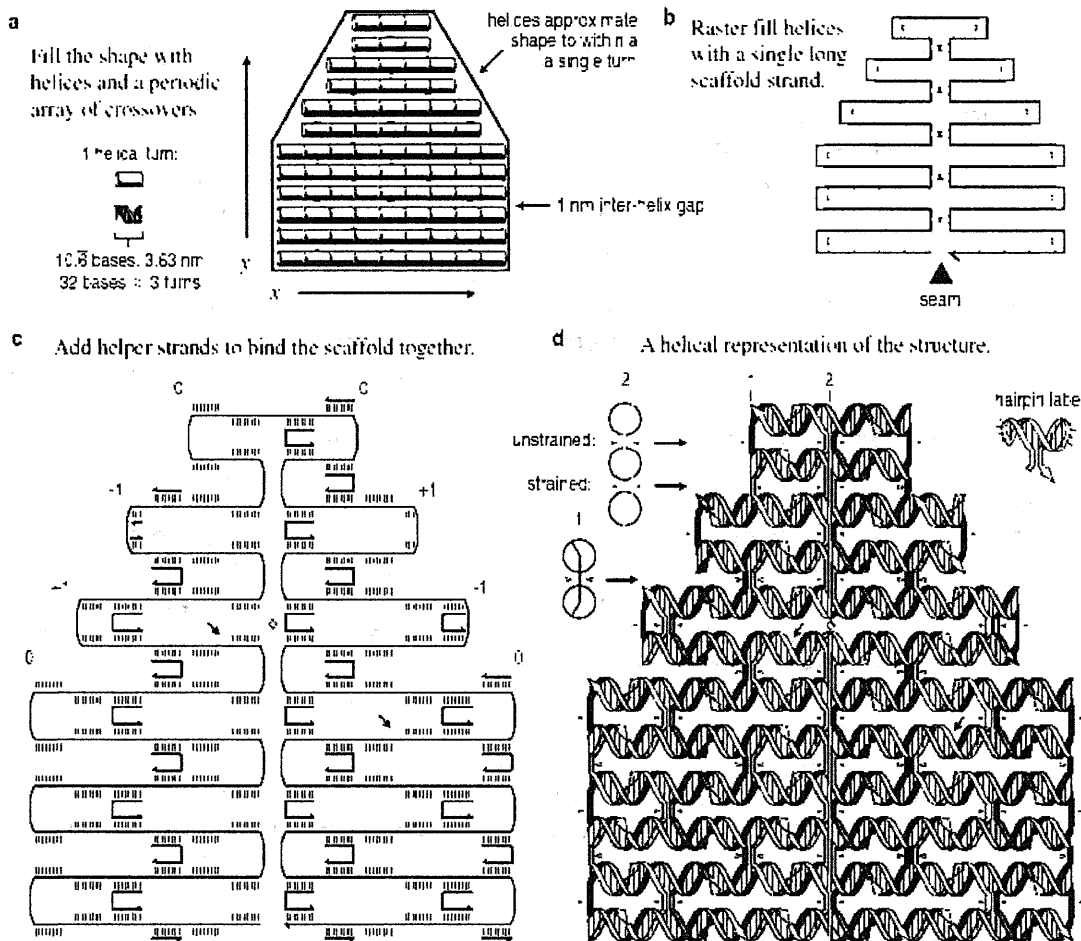 a
Fill the shape with
helices and a periodic
array of crossovers
1 helical turn:
10.6 bases, 3.63 nm
32 bases = 3 turns
y
x
helices approximate
shape to within a
a single turn
1 nm inter-helix gap
b
Raster fill helices
with a single long
scaffold strand.
seam
c
Add helper strands to bind the scaffold together.
0
0
-1
+1
+1
-1
0
0
d
A helical representation of the structure.
2
1
2
unstrained:
strained:
1
hairpin label